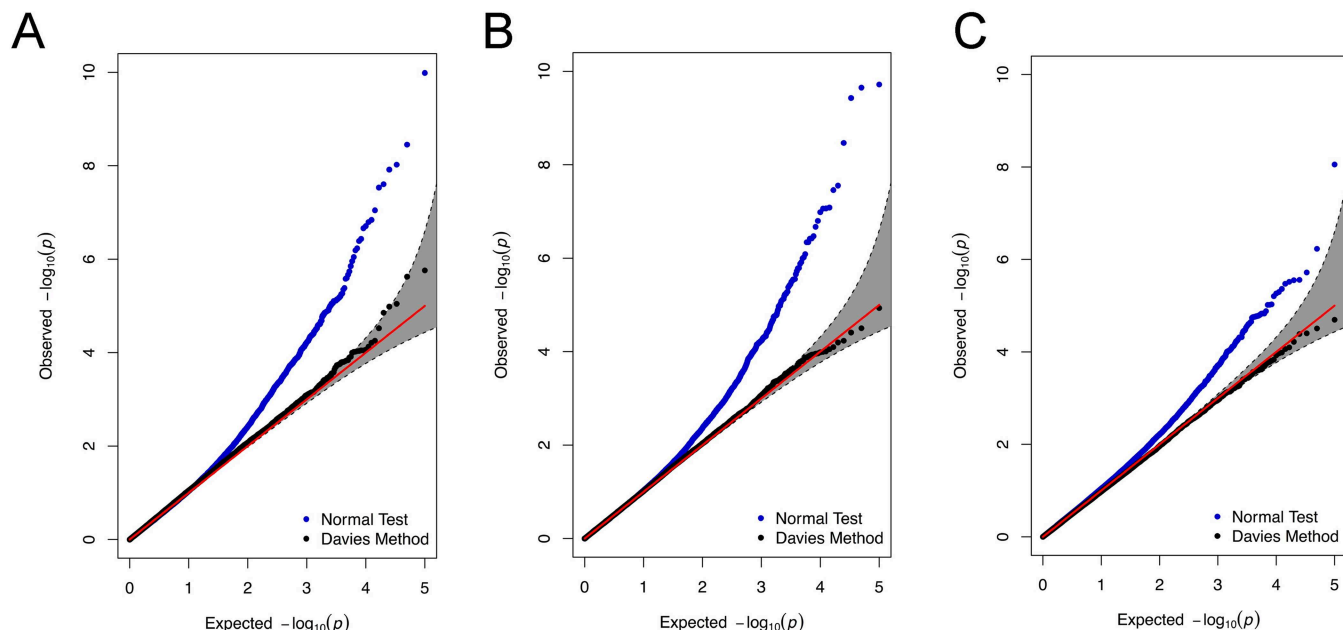 A
10
8
6
4
2
0
Observed −log10(p)
Normal Test
Davies Method
0 1 2 3 4 5
Expected −log10(p)
B
10
8
6
4
2
0
Observed −log10(p)
Normal Test
Davies Method
0 1 2 3 4 5
Expected −log10(p)
C
10
8
6
4
2
0
Observed −log10(p)
Normal Test
Davies Method
0 1 2 3 4 5
Expected −log10(p)